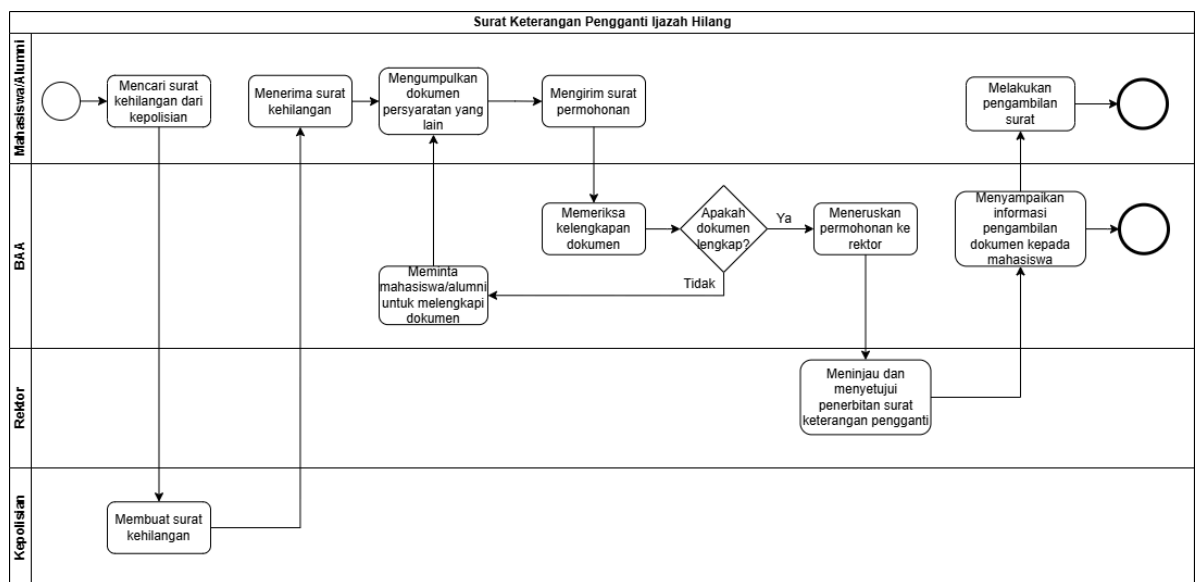 Surat Keterangan Pengganti Ijazah Hilang
Mahasiswa/Alumni
Mencari surat
kehilangan dari
kepolisian
Menerima surat
kehilangan
Mengumpulkan
dokumen
persyaratan yang
lain
Mengirim surat
permohonan
Melakukan
pengambilan
surat
BAA
Memeriksa
kelengkapan
dokumen
Apakah
dokumen
lengkap?
Ya
Tidak
Meneruskan
permohonan ke
rektor
Menyampaikan
informasi
pengambilan
dokumen kepada
mahasiswa
Meminta
mahasiswa/alumni
untuk melengkapi
dokumen
Rektor
Meninjau dan
menyetujui
penerbitan surat
keterangan pengganti
Kepolisian
Membuat surat
kehilangan